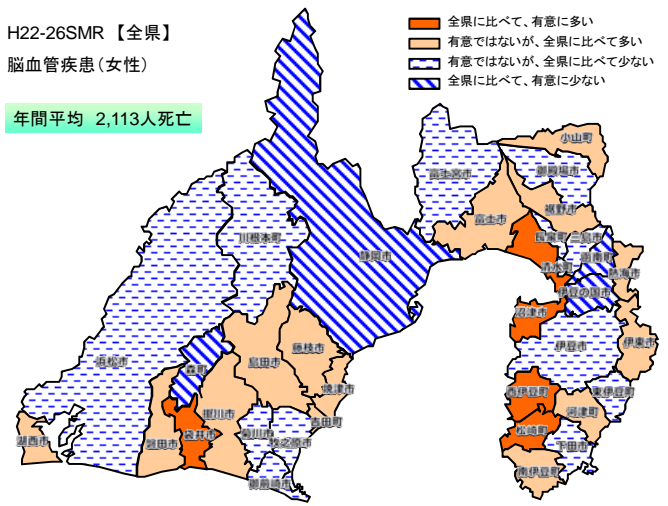 H22-26SMR 【全県】
脳血管疾患（女性）
年間平均 2,113人死亡
全県に比べて、有意に多い
有意ではないが、全県に比べて多い
有意ではないが、全県に比べて少ない
全県に比べて、有意に少ない
小山町
御殿場市
富士宮市
裾野市
富士市
長泉町
三島市
函南町
清水町
熱海市
伊豆の国市
沼津市
伊東市
伊豆市
西伊豆町
東伊豆町
河津町
松崎町
下田市
南伊豆町
川根本町
静岡市
浜松市
森町
島田市
藤枝市
焼津市
吉田町
掛川市
湖西市
磐田市
袋井市
菊川市
牧之原市
御前崎市